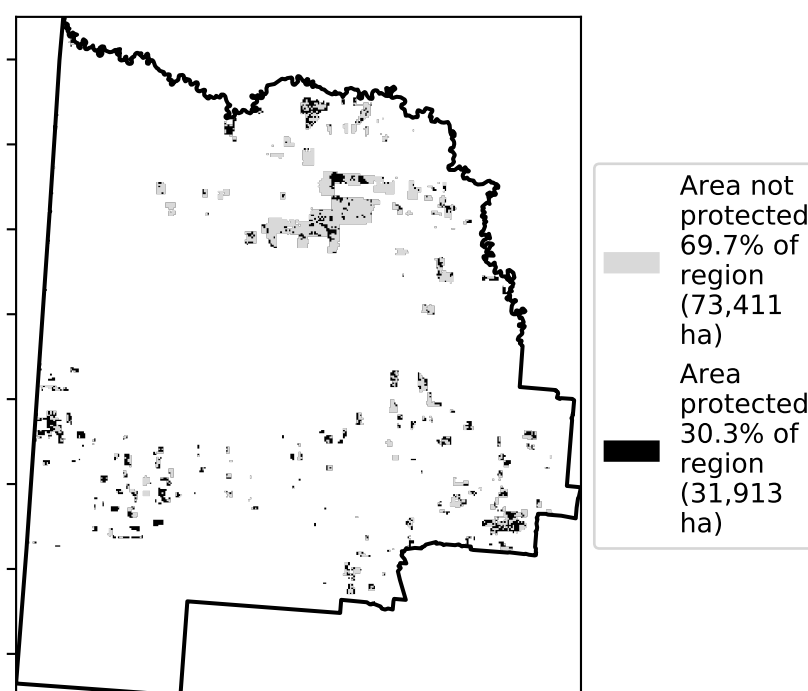 Area not
protected
69.7% of
region
(73,411
ha)
Area
protected
30.3% of
region
(31,913
ha)